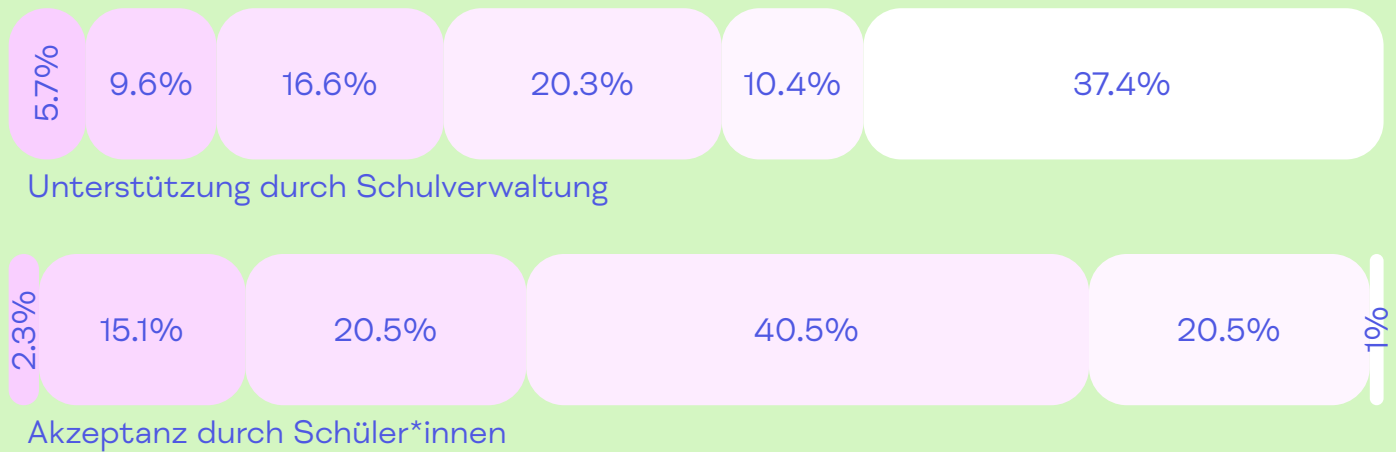 5.7% 9.6% 16.6% 20.3% 10.4% 37.4%
Unterstützung durch Schulverwaltung
2.3% 15.1% 20.5% 40.5% 20.5% 1%
Akzeptanz durch Schüler*innen